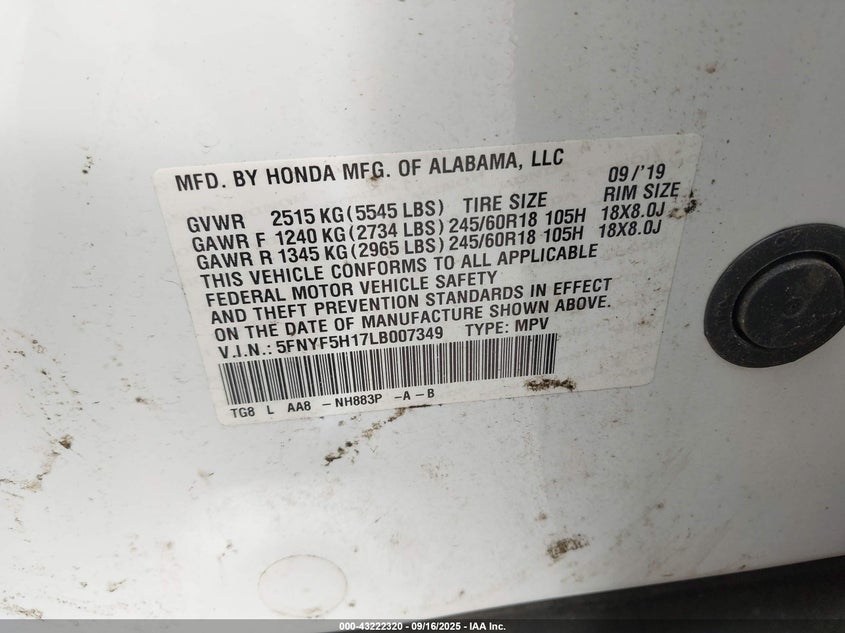 MFD. BY HONDA MFG. OF ALABAMA, LLC 09/'19
GVWR 2515 KG (5545 LBS) TIRE SIZE RIM SIZE
GAWR F 1240 KG (2734 LBS) 245/60R18 105H 18X8.0J
GAWR R 1345 KG (2965 LBS) 245/60R18 105H 18X8.0J
THIS VEHICLE CONFORMS TO ALL APPLICABLE
FEDERAL MOTOR VEHICLE SAFETY
AND THEFT PREVENTION STANDARDS IN EFFECT
ON THE DATE OF MANUFACTURE SHOWN ABOVE.
V.I.N.: 5FNYF5H17LB007349 TYPE: MPV
TG8 L AA8 - NH883P -A - B
000-43222320 - 09/16/2025 - IAA Inc.